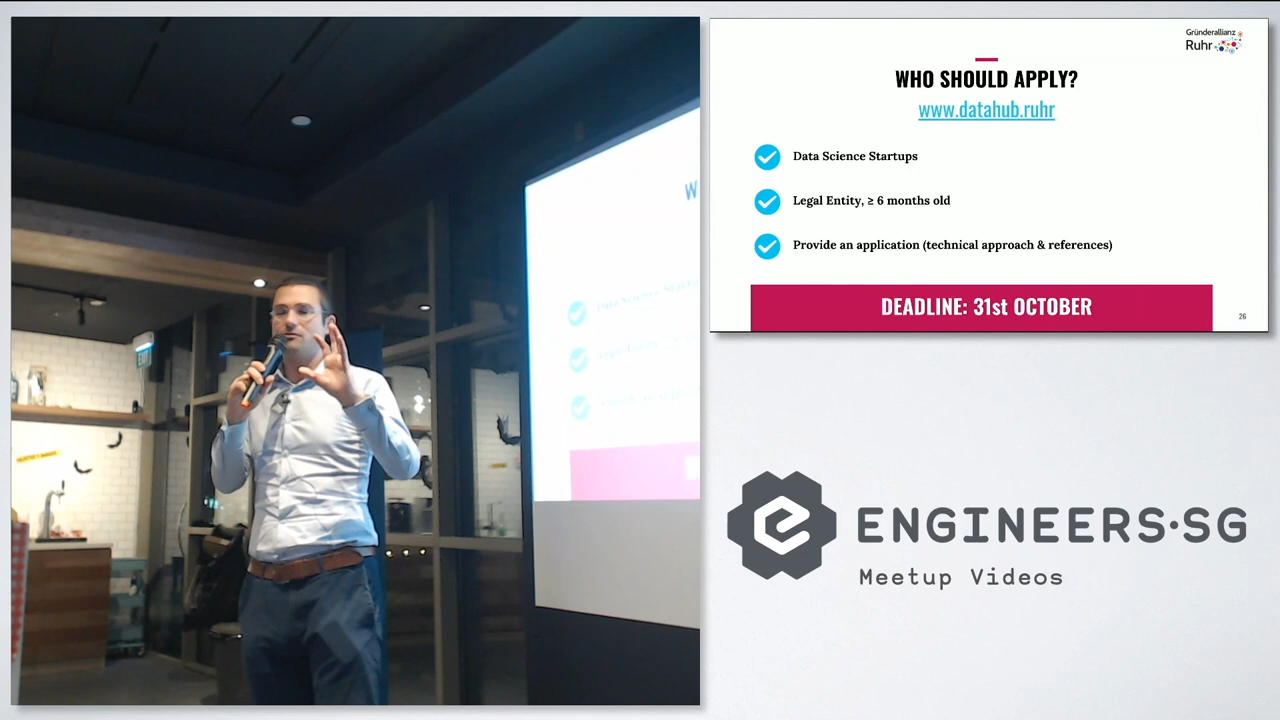 Gründerallianz
Ruhr
WHO SHOULD APPLY?
www.datahub.ruhr
Data Science Startups
Legal Entity, ≥ 6 months old
Provide an application (technical approach & references)
DEADLINE: 31st OCTOBER
26
W
EXIT
ENGINEERS·SG
Meetup Videos